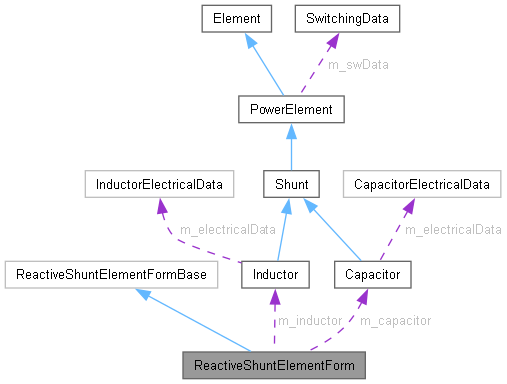 Element
SwitchingData
m_swData
PowerElement
InductorElectricalData
Shunt
CapacitorElectricalData
m_electricalData
m_electricalData
ReactiveShuntElementFormBase
Inductor
Capacitor
m_inductor
m_capacitor
ReactiveShuntElementForm